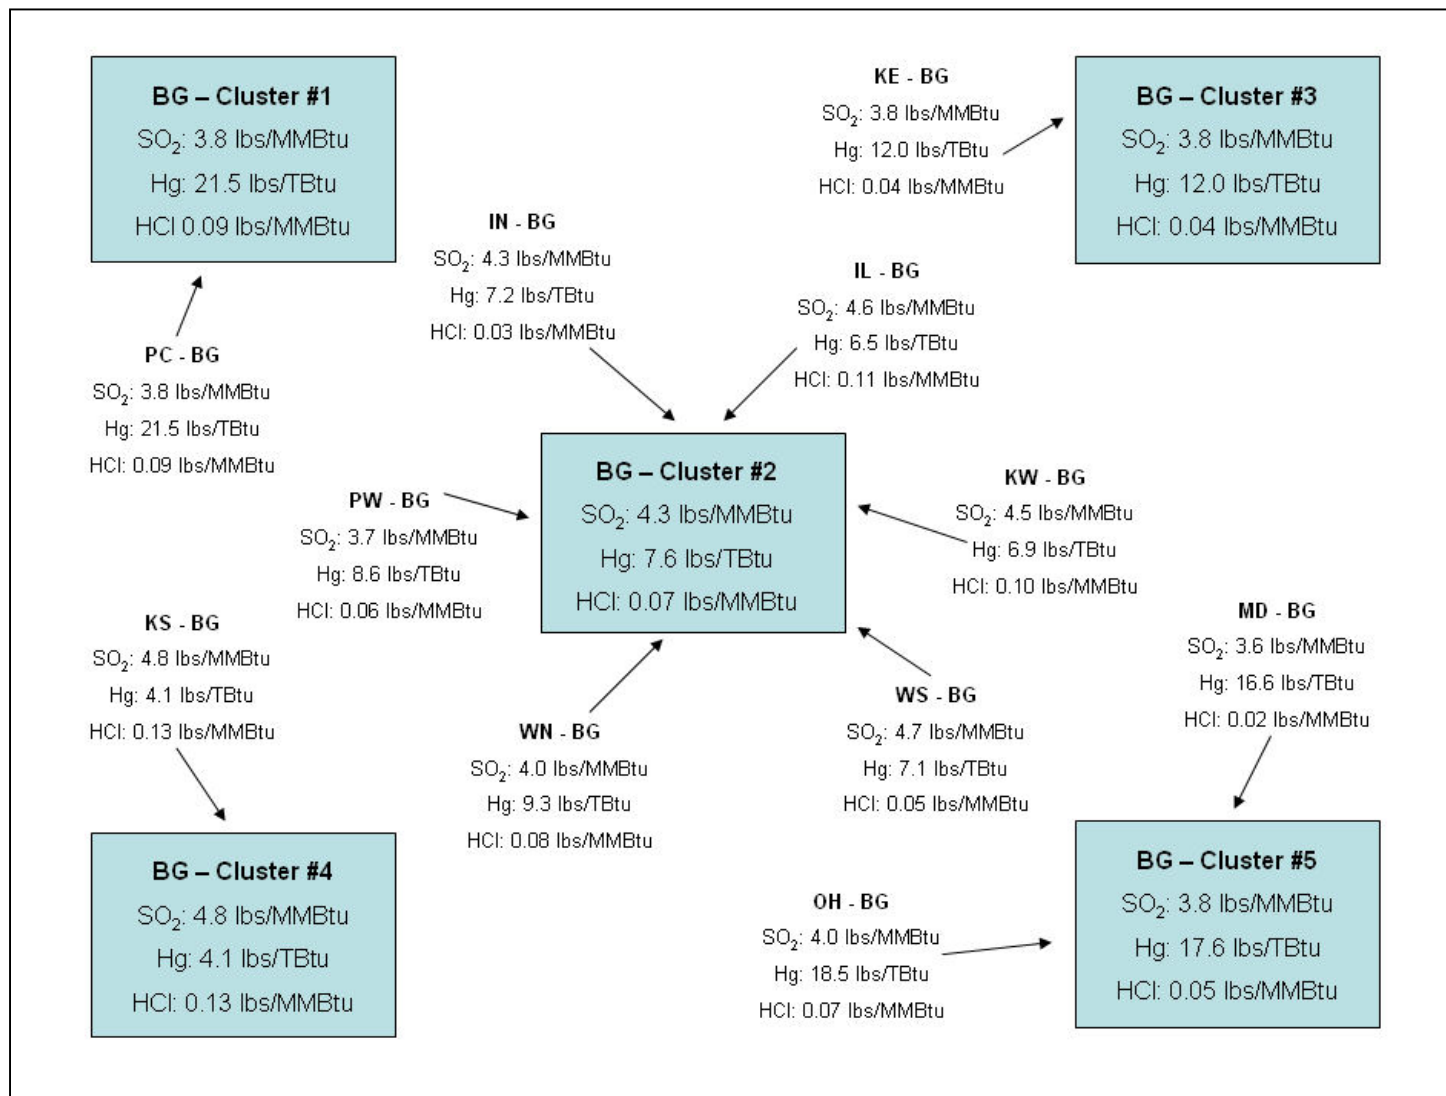 BG – Cluster #1
SO₂: 3.8 lbs/MMBtu
Hg: 21.5 lbs/TBtu
HCl 0.09 lbs/MMBtu
KE - BG
SO₂: 3.8 lbs/MMBtu
Hg: 12.0 lbs/TBtu
HCl: 0.04 lbs/MMBtu
BG – Cluster #3
SO₂: 3.8 lbs/MMBtu
Hg: 12.0 lbs/TBtu
HCl: 0.04 lbs/MMBtu
IN - BG
SO₂: 4.3 lbs/MMBtu
Hg: 7.2 lbs/TBtu
HCl: 0.03 lbs/MMBtu
IL - BG
SO₂: 4.6 lbs/MMBtu
Hg: 6.5 lbs/TBtu
HCl: 0.11 lbs/MMBtu
PC - BG
SO₂: 3.8 lbs/MMBtu
Hg: 21.5 lbs/TBtu
HCl: 0.09 lbs/MMBtu
BG – Cluster #2
SO₂: 4.3 lbs/MMBtu
Hg: 7.6 lbs/TBtu
HCl: 0.07 lbs/MMBtu
PW - BG
SO₂: 3.7 lbs/MMBtu
Hg: 8.6 lbs/TBtu
HCl: 0.06 lbs/MMBtu
KW - BG
SO₂: 4.5 lbs/MMBtu
Hg: 6.9 lbs/TBtu
HCl: 0.10 lbs/MMBtu
KS - BG
SO₂: 4.8 lbs/MMBtu
Hg: 4.1 lbs/TBtu
HCl: 0.13 lbs/MMBtu
MD - BG
SO₂: 3.6 lbs/MMBtu
Hg: 16.6 lbs/TBtu
HCl: 0.02 lbs/MMBtu
WN - BG
SO₂: 4.0 lbs/MMBtu
Hg: 9.3 lbs/TBtu
HCl: 0.08 lbs/MMBtu
WS - BG
SO₂: 4.7 lbs/MMBtu
Hg: 7.1 lbs/TBtu
HCl: 0.05 lbs/MMBtu
BG – Cluster #4
SO₂: 4.8 lbs/MMBtu
Hg: 4.1 lbs/TBtu
HCl: 0.13 lbs/MMBtu
OH - BG
SO₂: 4.0 lbs/MMBtu
Hg: 18.5 lbs/TBtu
HCl: 0.07 lbs/MMBtu
BG – Cluster #5
SO₂: 3.8 lbs/MMBtu
Hg: 17.6 lbs/TBtu
HCl: 0.05 lbs/MMBtu